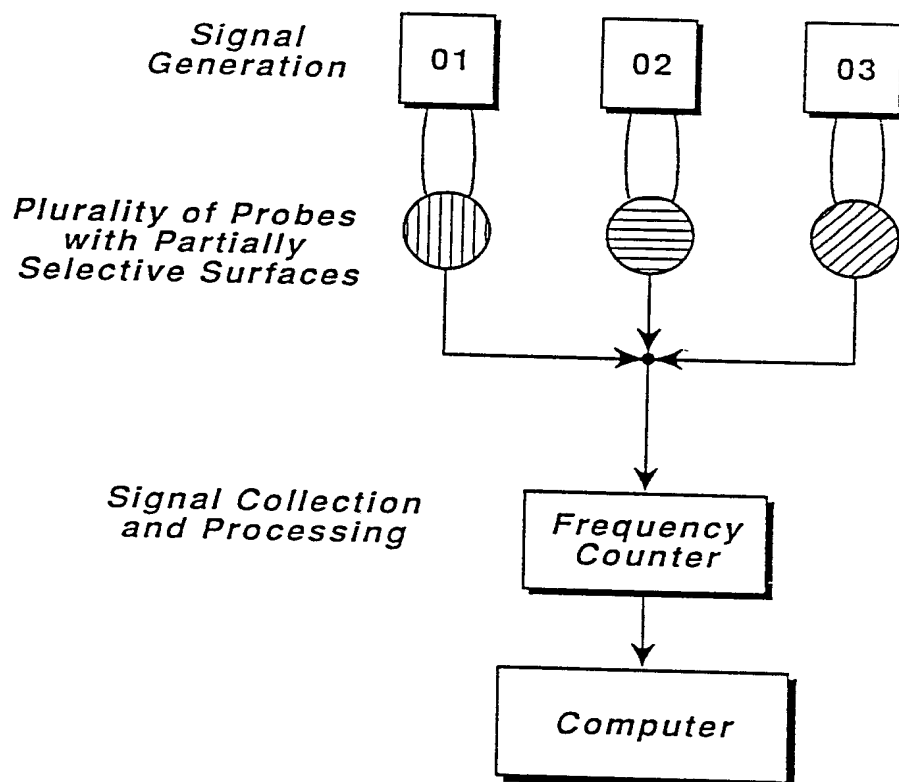 Signal
Generation
01
02
03
Plurality of Probes
with Partially
Selective Surfaces
Signal Collection
and Processing
Frequency
Counter
Computer